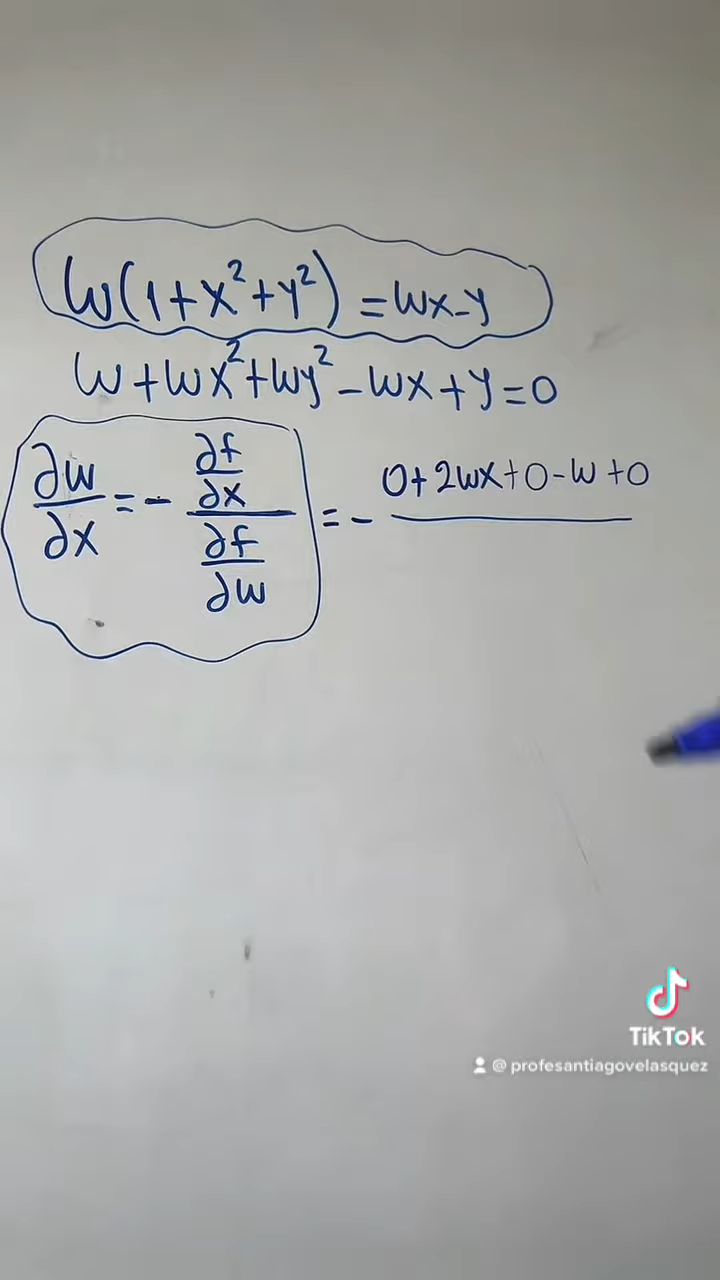 W(1+x²+y²) = wx-y
W+wx²+wy²-wx+y=0
∂w/∂x = - (∂f/∂x)/(∂f/∂w) = - (0+2wx+0-w+0)/
TikTok
@profesantiagovelasquez